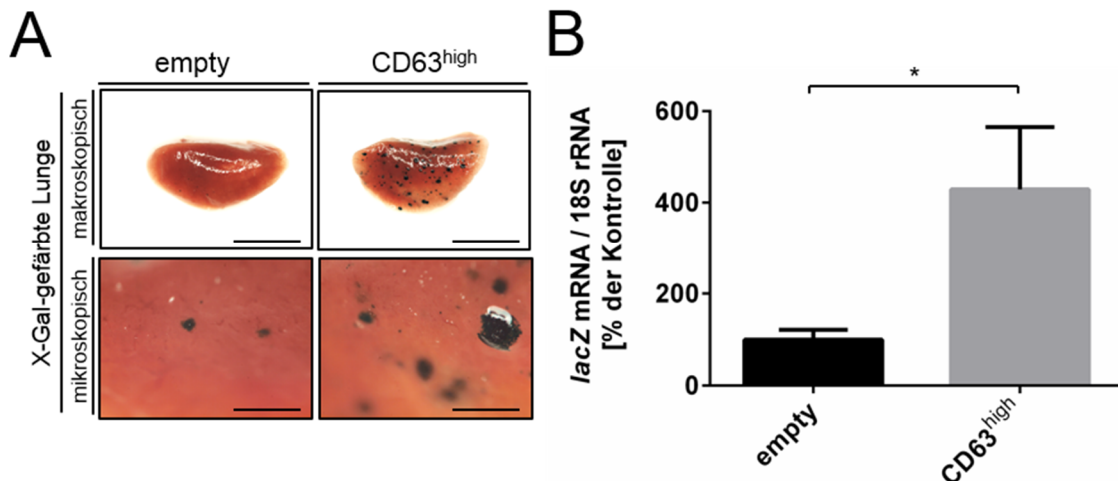 A
empty
CD63high
X-Gal-gefärbte Lunge
makroskopisch
mikroskopisch
B
*
lacZ mRNA / 18S rRNA
[% der Kontrolle]
600
400
200
0
empty
CD63high